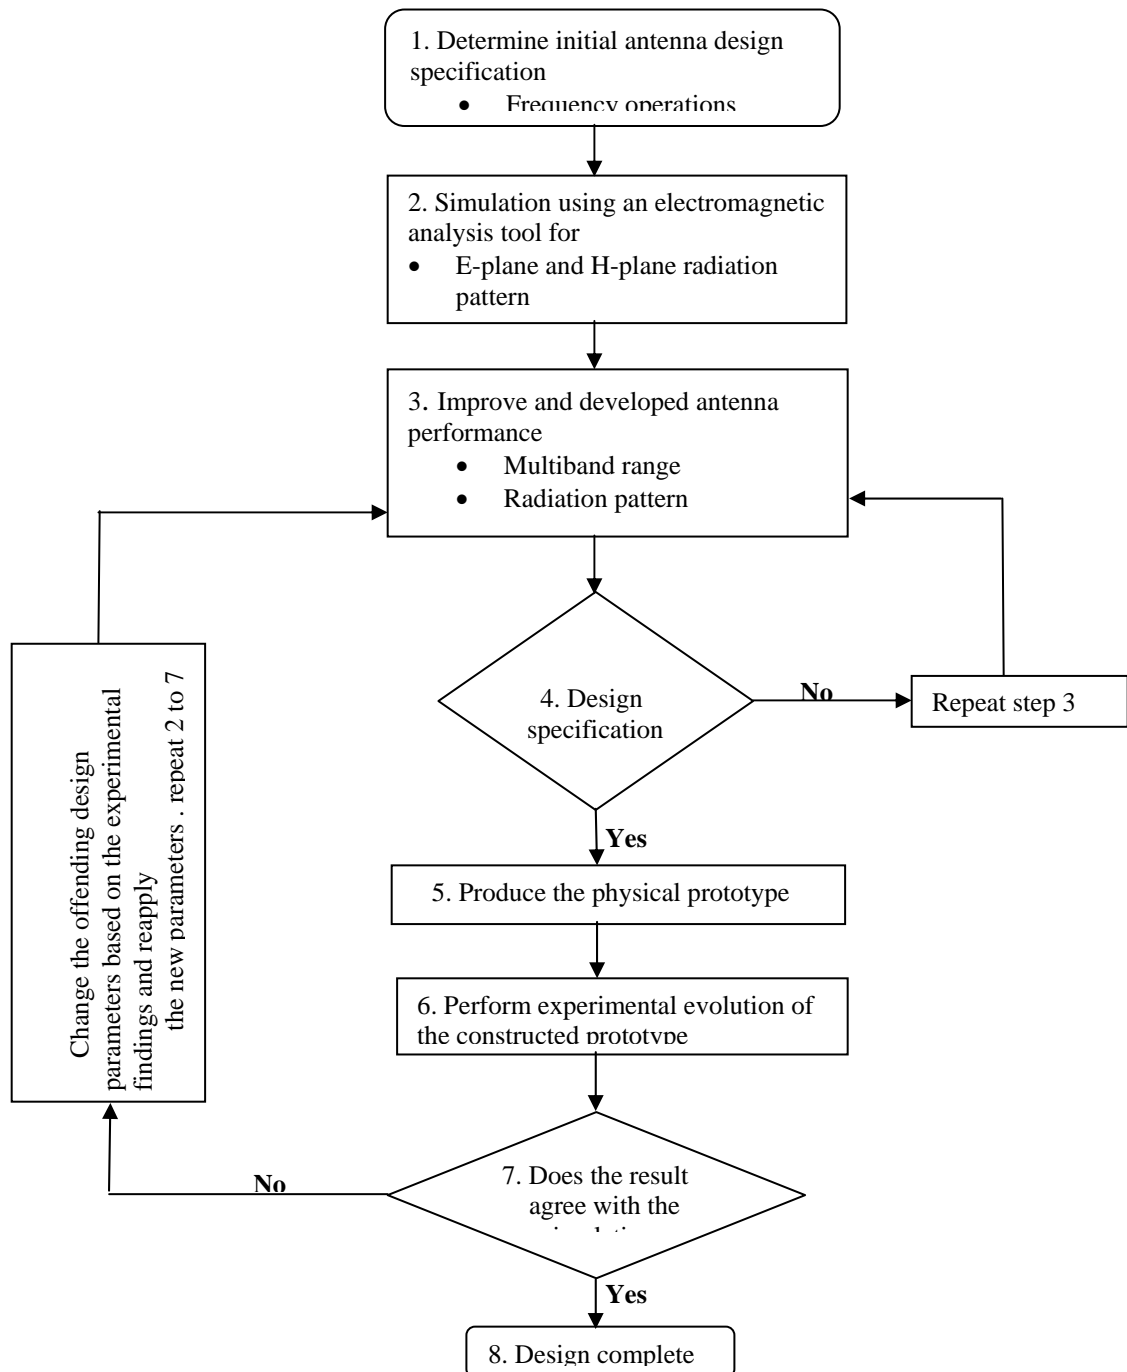 1. Determine initial antenna design
specification
• Frequency operations
2. Simulation using an electromagnetic
analysis tool for
• E-plane and H-plane radiation
pattern
3. Improve and developed antenna
performance
• Multiband range
• Radiation pattern
4. Design
specification
No
Repeat step 3
Yes
5. Produce the physical prototype
6. Perform experimental evolution of
the constructed prototype
7. Does the result
agree with the
No
Change the offending design
parameters based on the experimental
findings and reapply
the new parameters . repeat 2 to 7
Yes
8. Design complete